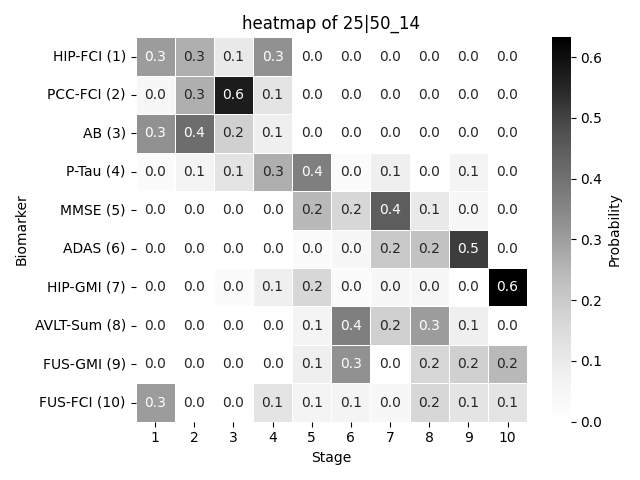 heatmap of 25|50_14
HIP-FCI (1) 0.3 0.3 0.1 0.3 0.0 0.0 0.0 0.0 0.0 0.0
PCC-FCI (2) 0.0 0.3 0.6 0.1 0.0 0.0 0.0 0.0 0.0 0.0
AB (3) 0.3 0.4 0.2 0.1 0.0 0.0 0.0 0.0 0.0 0.0
P-Tau (4) 0.0 0.1 0.1 0.3 0.4 0.0 0.1 0.0 0.1 0.0
MMSE (5) 0.0 0.0 0.0 0.0 0.2 0.2 0.4 0.1 0.0 0.0
ADAS (6) 0.0 0.0 0.0 0.0 0.0 0.0 0.2 0.2 0.5 0.0
HIP-GMI (7) 0.0 0.0 0.0 0.1 0.2 0.0 0.0 0.0 0.0 0.6
AVLT-Sum (8) 0.0 0.0 0.0 0.0 0.1 0.4 0.2 0.3 0.1 0.0
FUS-GMI (9) 0.0 0.0 0.0 0.0 0.1 0.3 0.0 0.2 0.2 0.2
FUS-FCI (10) 0.3 0.0 0.0 0.1 0.1 0.1 0.0 0.2 0.1 0.1
1 2 3 4 5 6 7 8 9 10
Stage
Biomarker
0.6
0.5
0.4
0.3
0.2
0.1
0.0
Probability